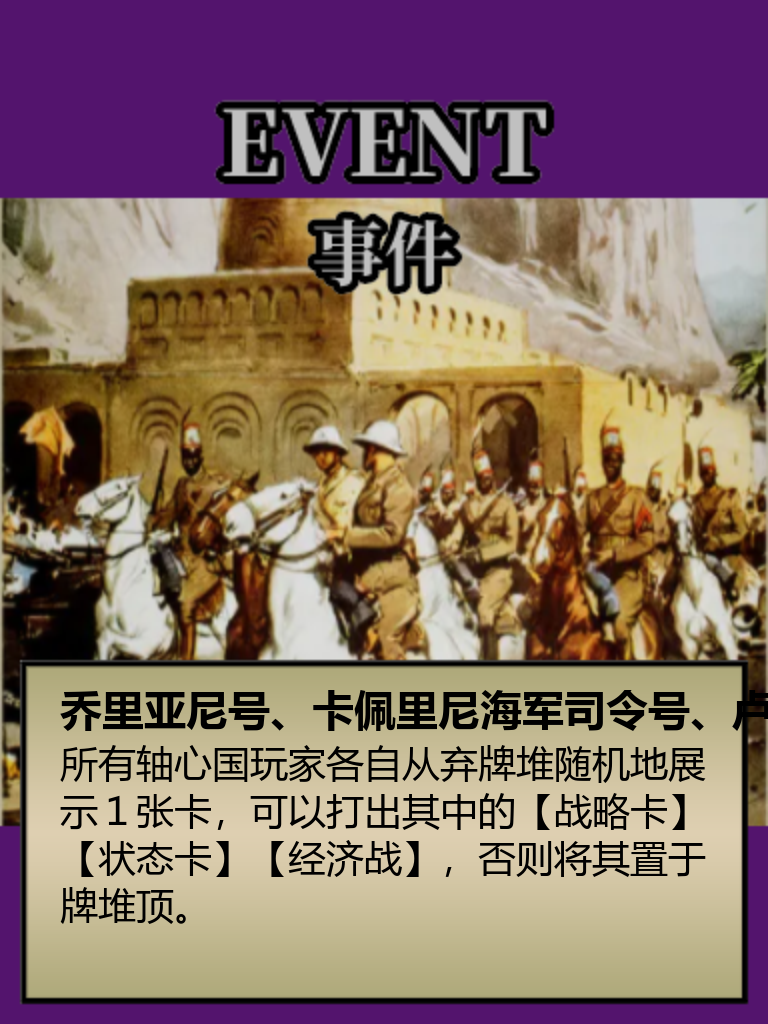 EVENT
事件
乔里亚尼号、卡佩里尼海军司令号、卢
所有轴心国玩家各自从弃牌堆随机地展
示１张卡，可以打出其中的【战略卡】
【状态卡】【经济战】，否则将其置于
牌堆顶。